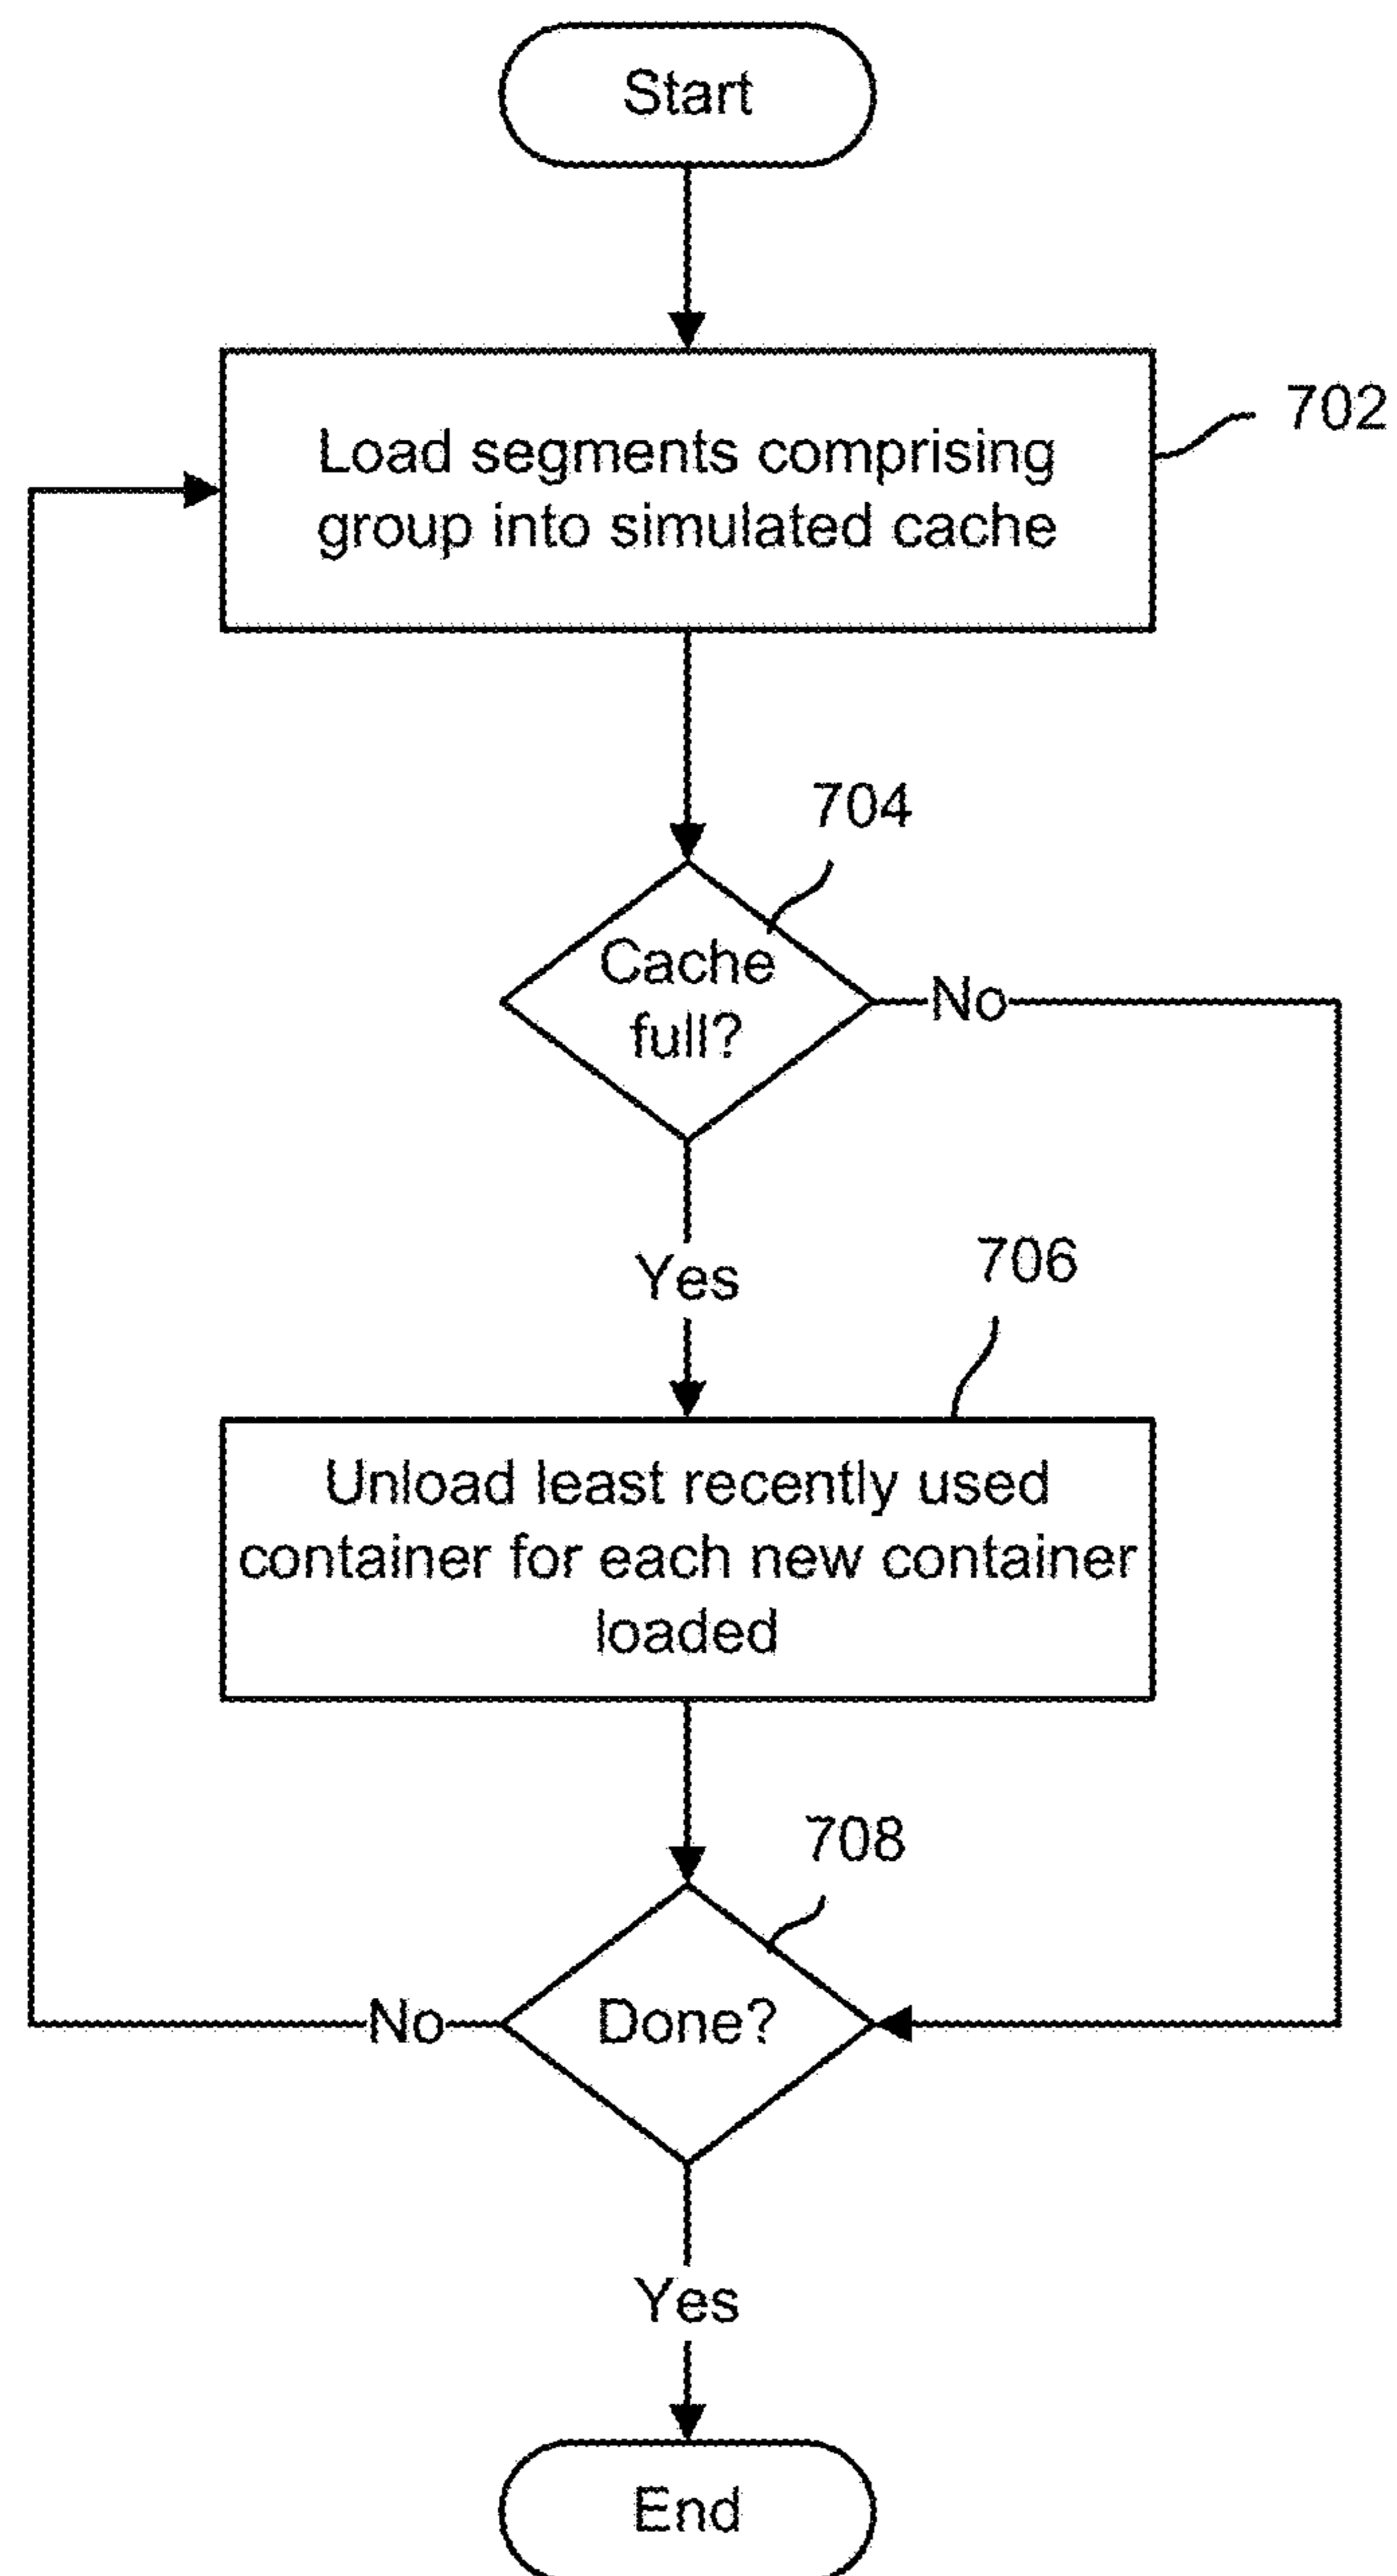 Start
702
Load segments comprising
group into simulated cache
704
Cache
full?
No
Yes
706
Unload least recently used
container for each new container
loaded
708
No
Done?
Yes
End